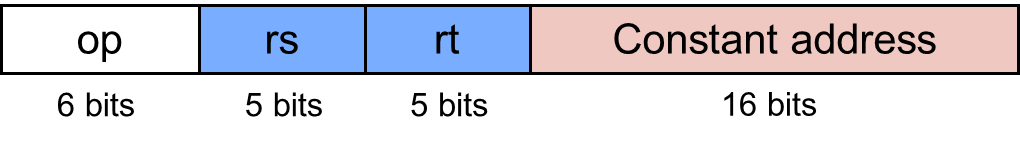 op rs rt Constant address
6 bits 5 bits 5 bits 16 bits